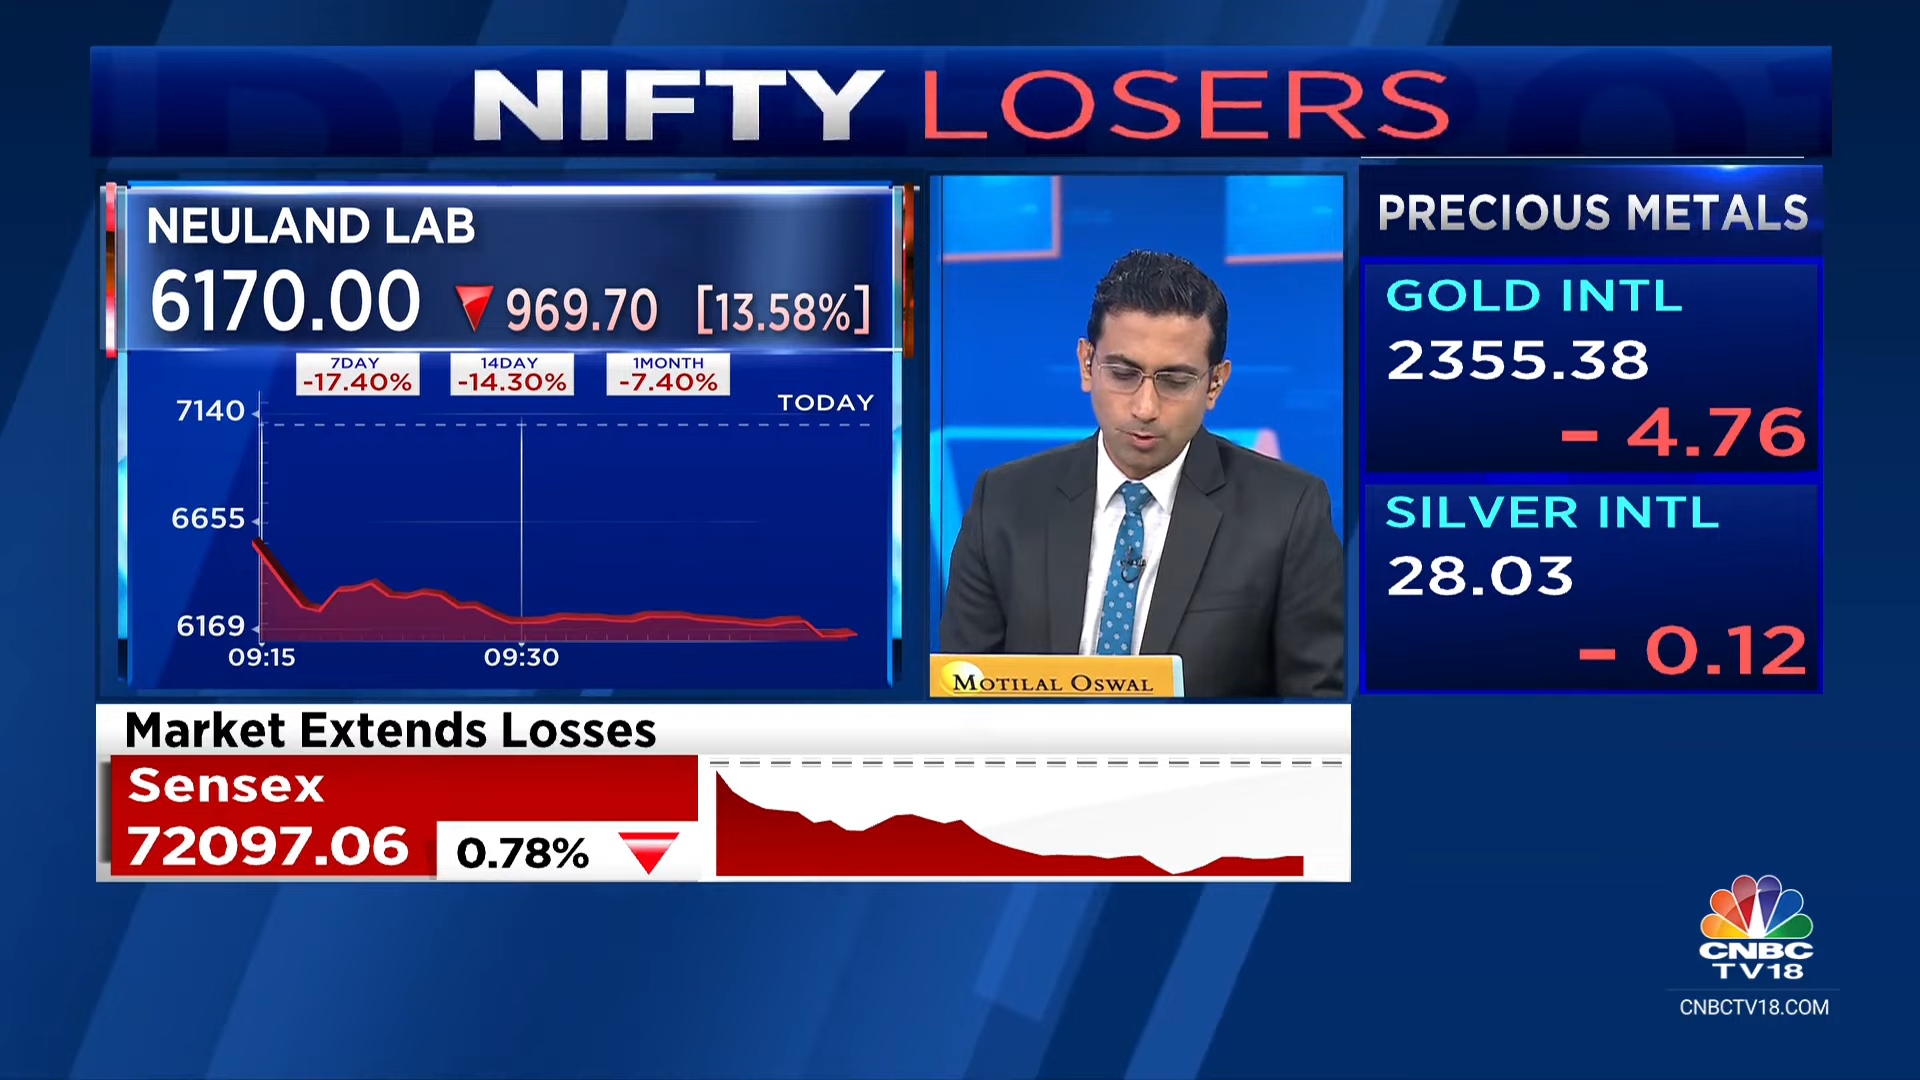 NIFTY LOSERS
NEULAND LAB
6170.00 ▼ 969.70 [13.58%]
7DAY
-17.40%
14DAY
-14.30%
1MONTH
-7.40%
TODAY
7140
6655
6169
09:15
09:30
MOTILAL OSWAL
PRECIOUS METALS
GOLD INTL
2355.38
- 4.76
SILVER INTL
28.03
- 0.12
Market Extends Losses
Sensex
72097.06
0.78%
CNBC
TV18
CNBCTV18.COM